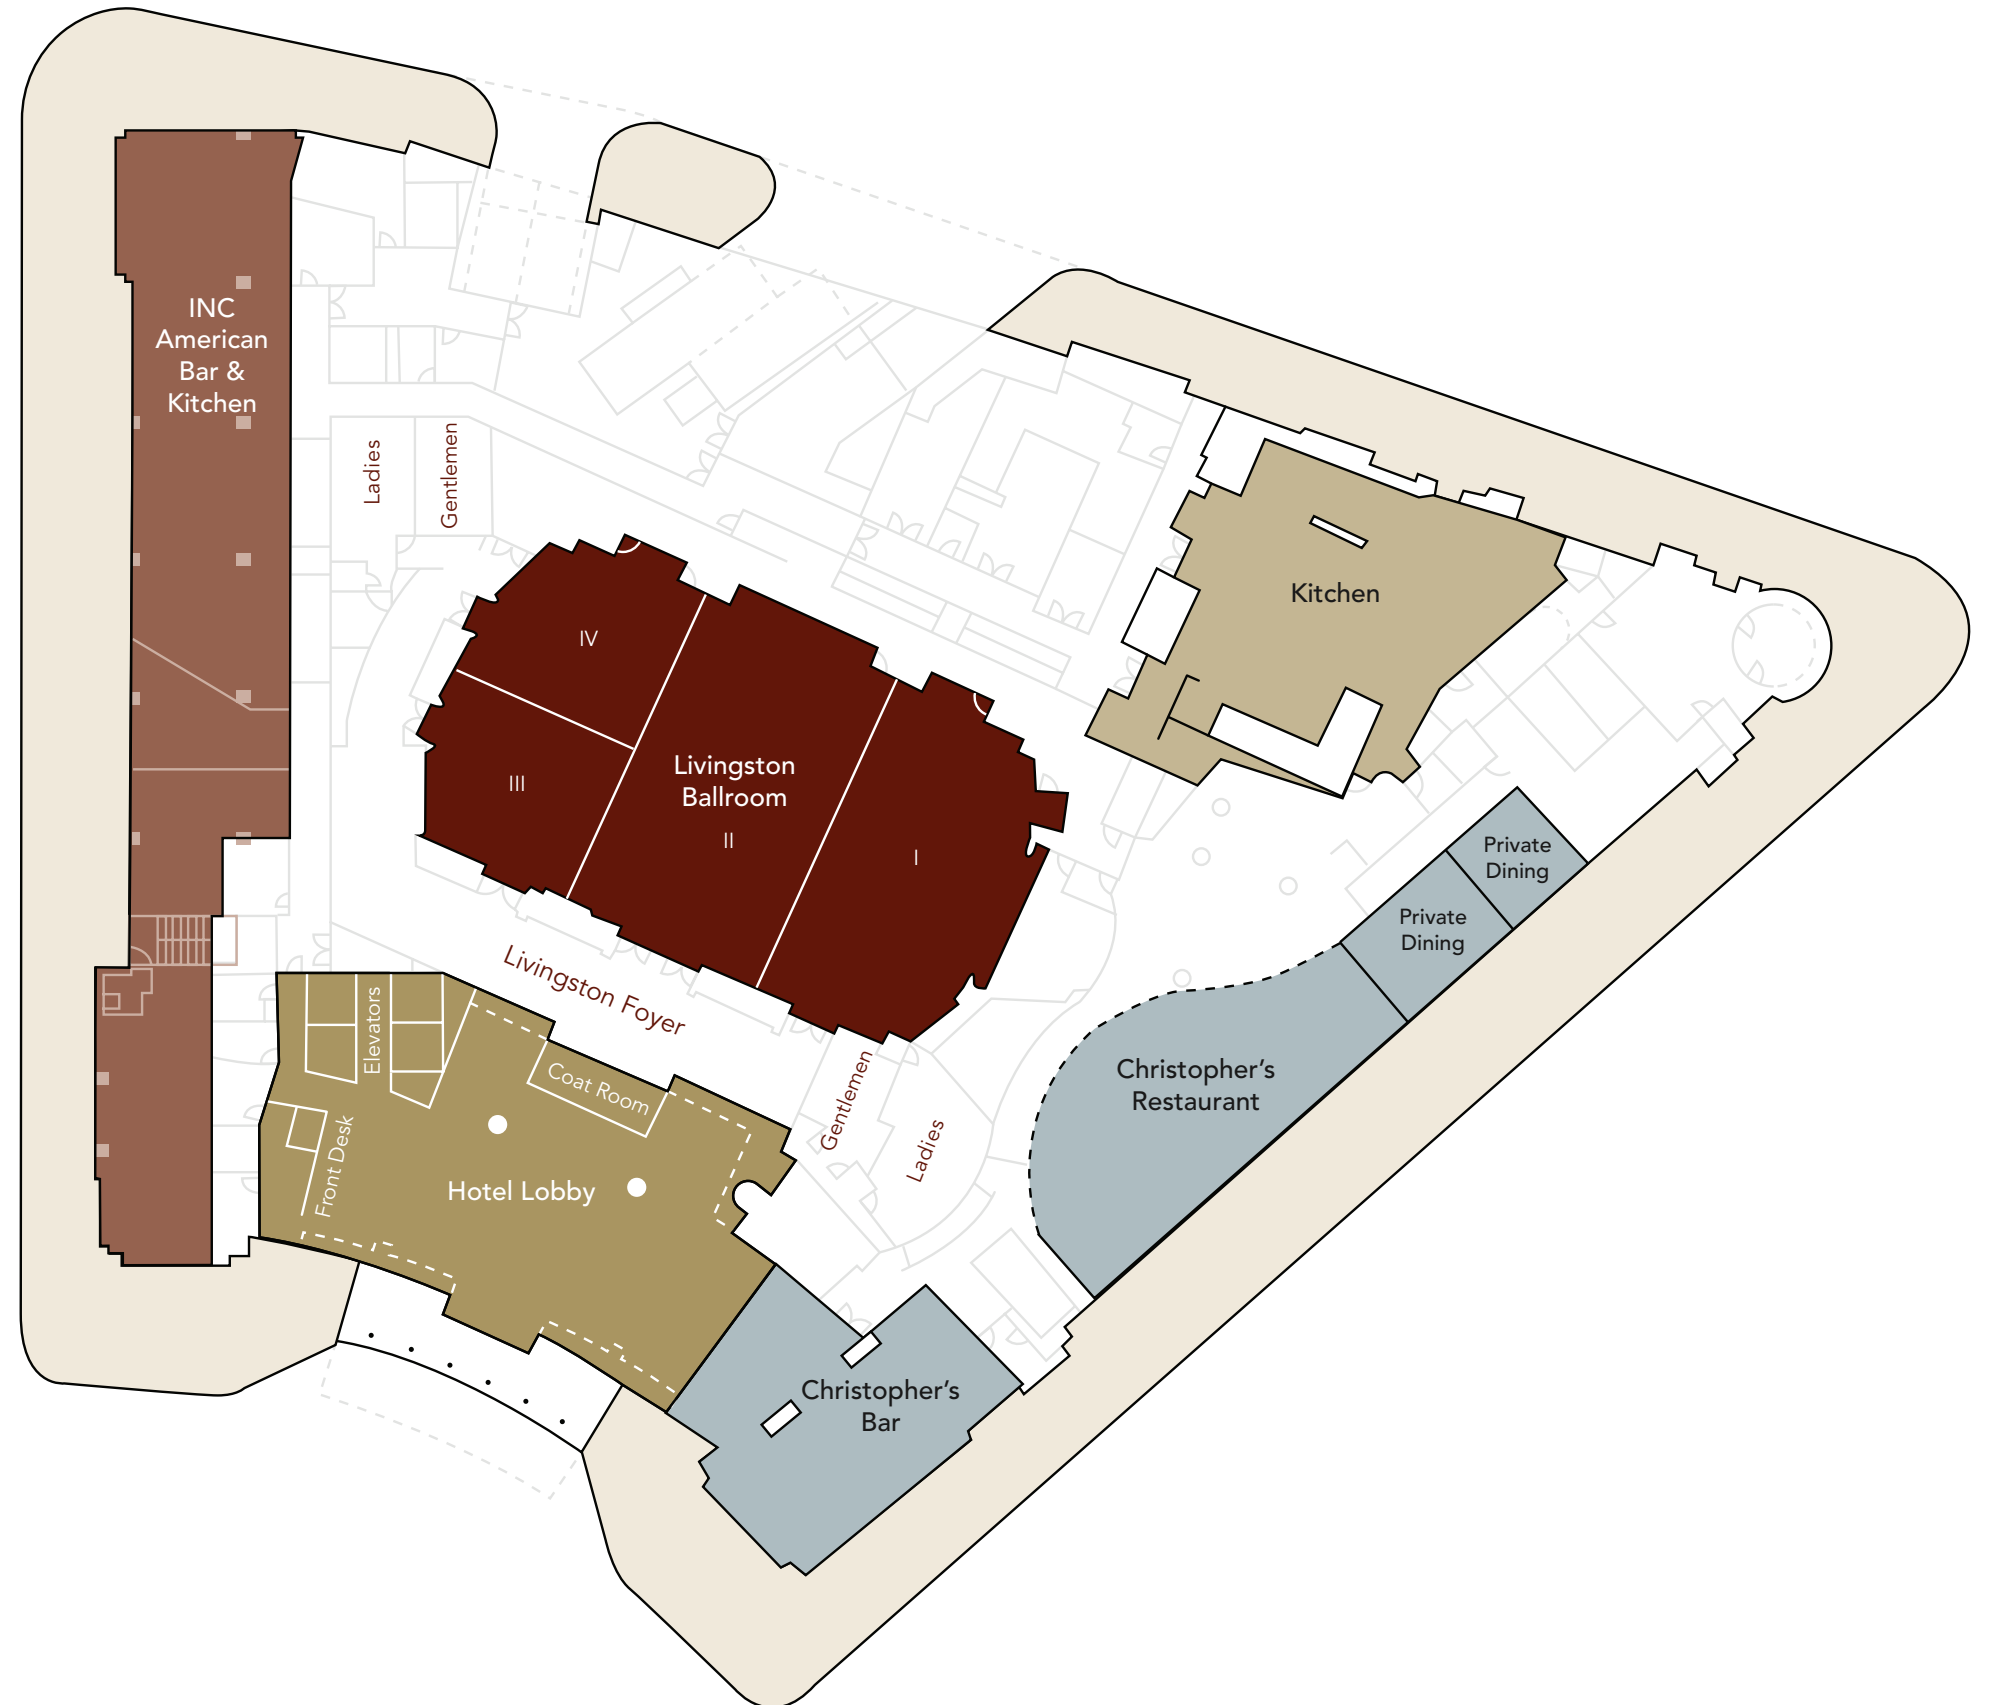 INC
American
Bar &
Kitchen
Ladies
Gentlemen
IV
III
Livingston
Ballroom
II
I
Kitchen
Private
Dining
Private
Dining
Livingston Foyer
Elevators
Coat Room
Front Desk
Hotel Lobby
Gentlemen
Ladies
Christopher’s
Restaurant
Christopher’s
Bar